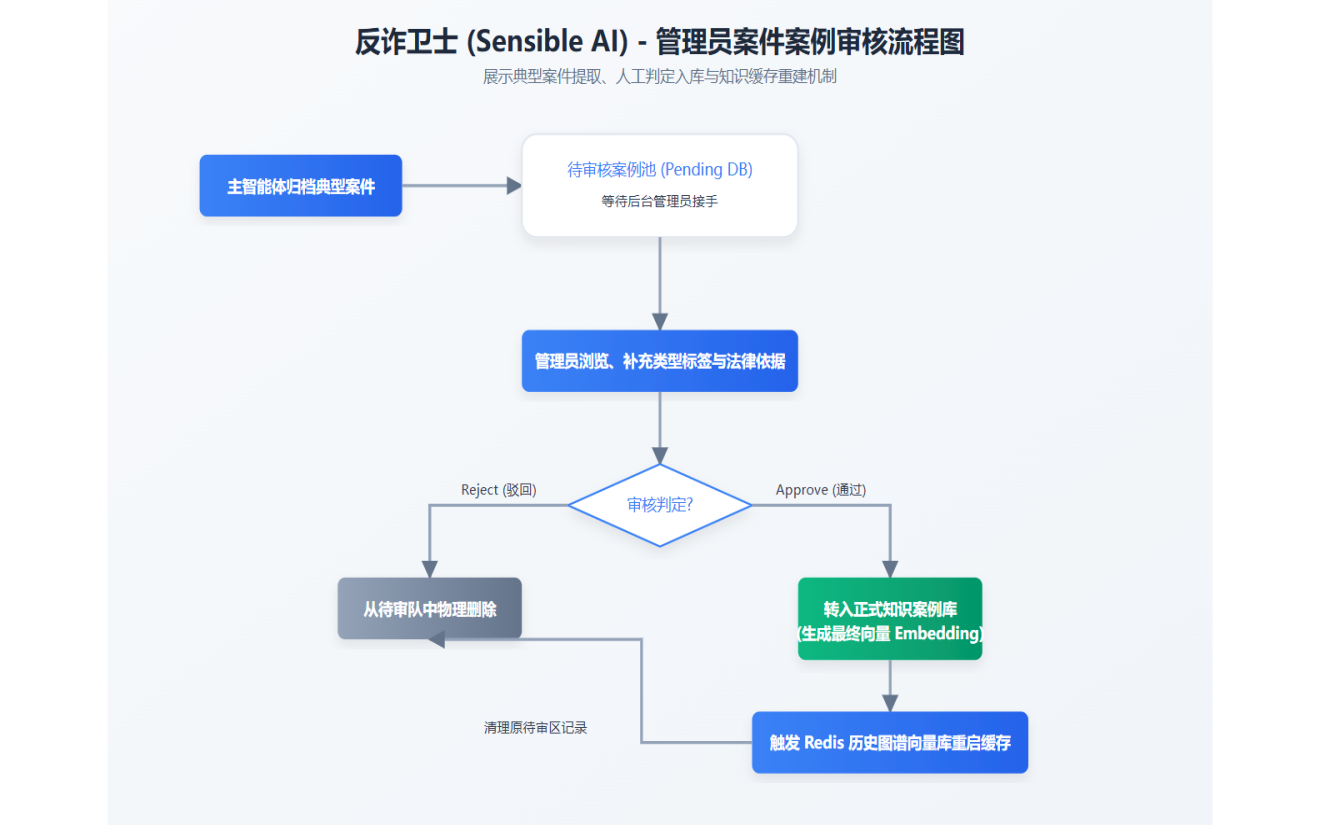 反诈卫士 (Sensible AI) - 管理员案件案例审核流程图
展示典型案件提取、人工判定入库与知识缓存重建机制
主智能体归档典型案件
待审核案例池 (Pending DB)
等待后台管理员接手
管理员浏览、补充类型标签与法律依据
审核判定?
Reject (驳回)
Approve (通过)
从待审队中物理删除
转入正式知识案例库
(生成最终向量 Embedding)
清理原待审区记录
触发 Redis 历史图谱向量库重启缓存